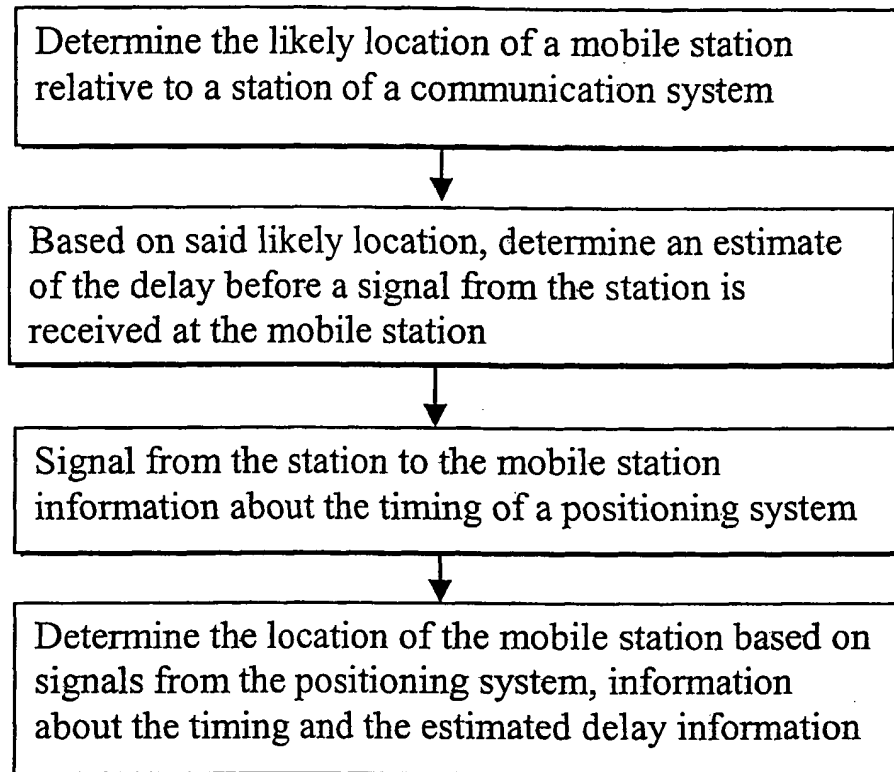 Determine the likely location of a mobile station
relative to a station of a communication system
Based on said likely location, determine an estimate
of the delay before a signal from the station is
received at the mobile station
Signal from the station to the mobile station
information about the timing of a positioning system
Determine the location of the mobile station based on
signals from the positioning system, information
about the timing and the estimated delay information